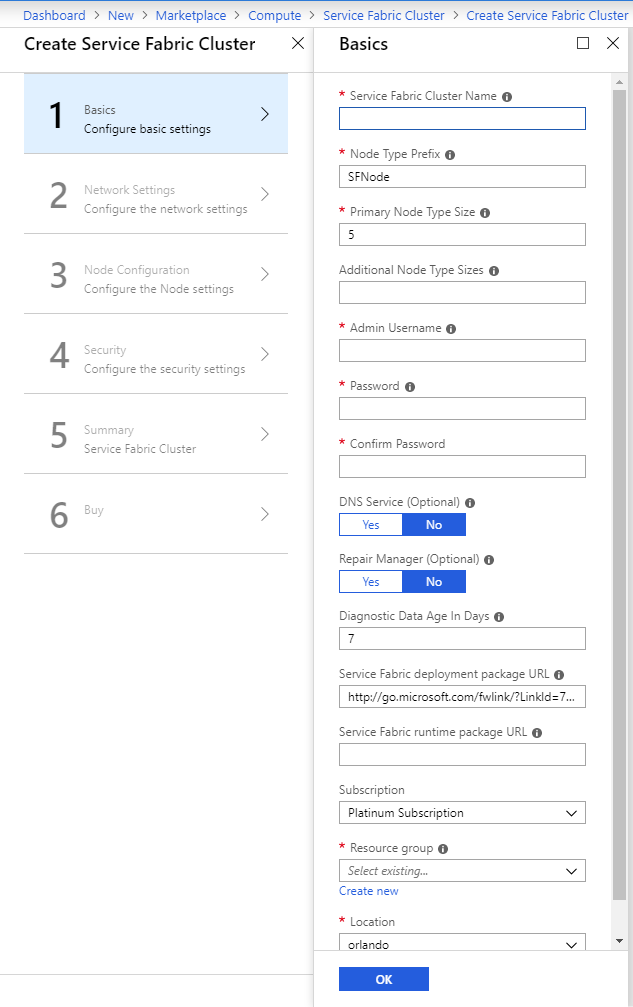 Dashboard > New > Marketplace > Compute > Service Fabric Cluster > Create Service Fabric Cluster
Create Service Fabric Cluster
1
Basics
Configure basic settings
2
Network Settings
Configure the network settings
3
Node Configuration
Configure the Node settings
4
Security
Configure the security settings
5
Summary
Service Fabric Cluster
6
Buy
Basics
* Service Fabric Cluster Name
* Node Type Prefix
SFNode
* Primary Node Type Size
5
Additional Node Type Sizes
* Admin Username
* Password
* Confirm Password
DNS Service (Optional)
Yes No
Repair Manager (Optional)
Yes No
Diagnostic Data Age In Days
7
Service Fabric deployment package URL
http://go.microsoft.com/fwlink/?LinkId=7...
Service Fabric runtime package URL
Subscription
Platinum Subscription
* Resource group
Select existing...
Create new
* Location
orlando
OK